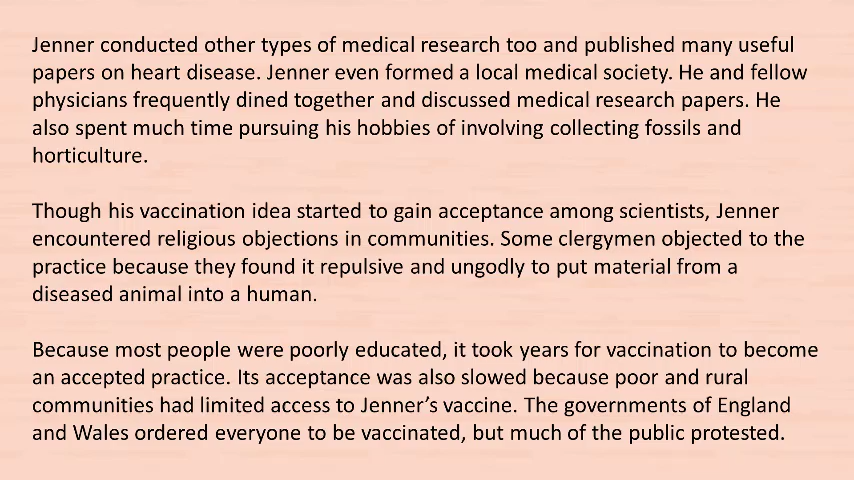 Jenner conducted other types of medical research too and published many useful
papers on heart disease. Jenner even formed a local medical society. He and fellow
physicians frequently dined together and discussed medical research papers. He
also spent much time pursuing his hobbies of involving collecting fossils and
horticulture.
Though his vaccination idea started to gain acceptance among scientists, Jenner
encountered religious objections in communities. Some clergymen objected to the
practice because they found it repulsive and ungodly to put material from a
diseased animal into a human.
Because most people were poorly educated, it took years for vaccination to become
an accepted practice. Its acceptance was also slowed because poor and rural
communities had limited access to Jenner’s vaccine. The governments of England
and Wales ordered everyone to be vaccinated, but much of the public protested.